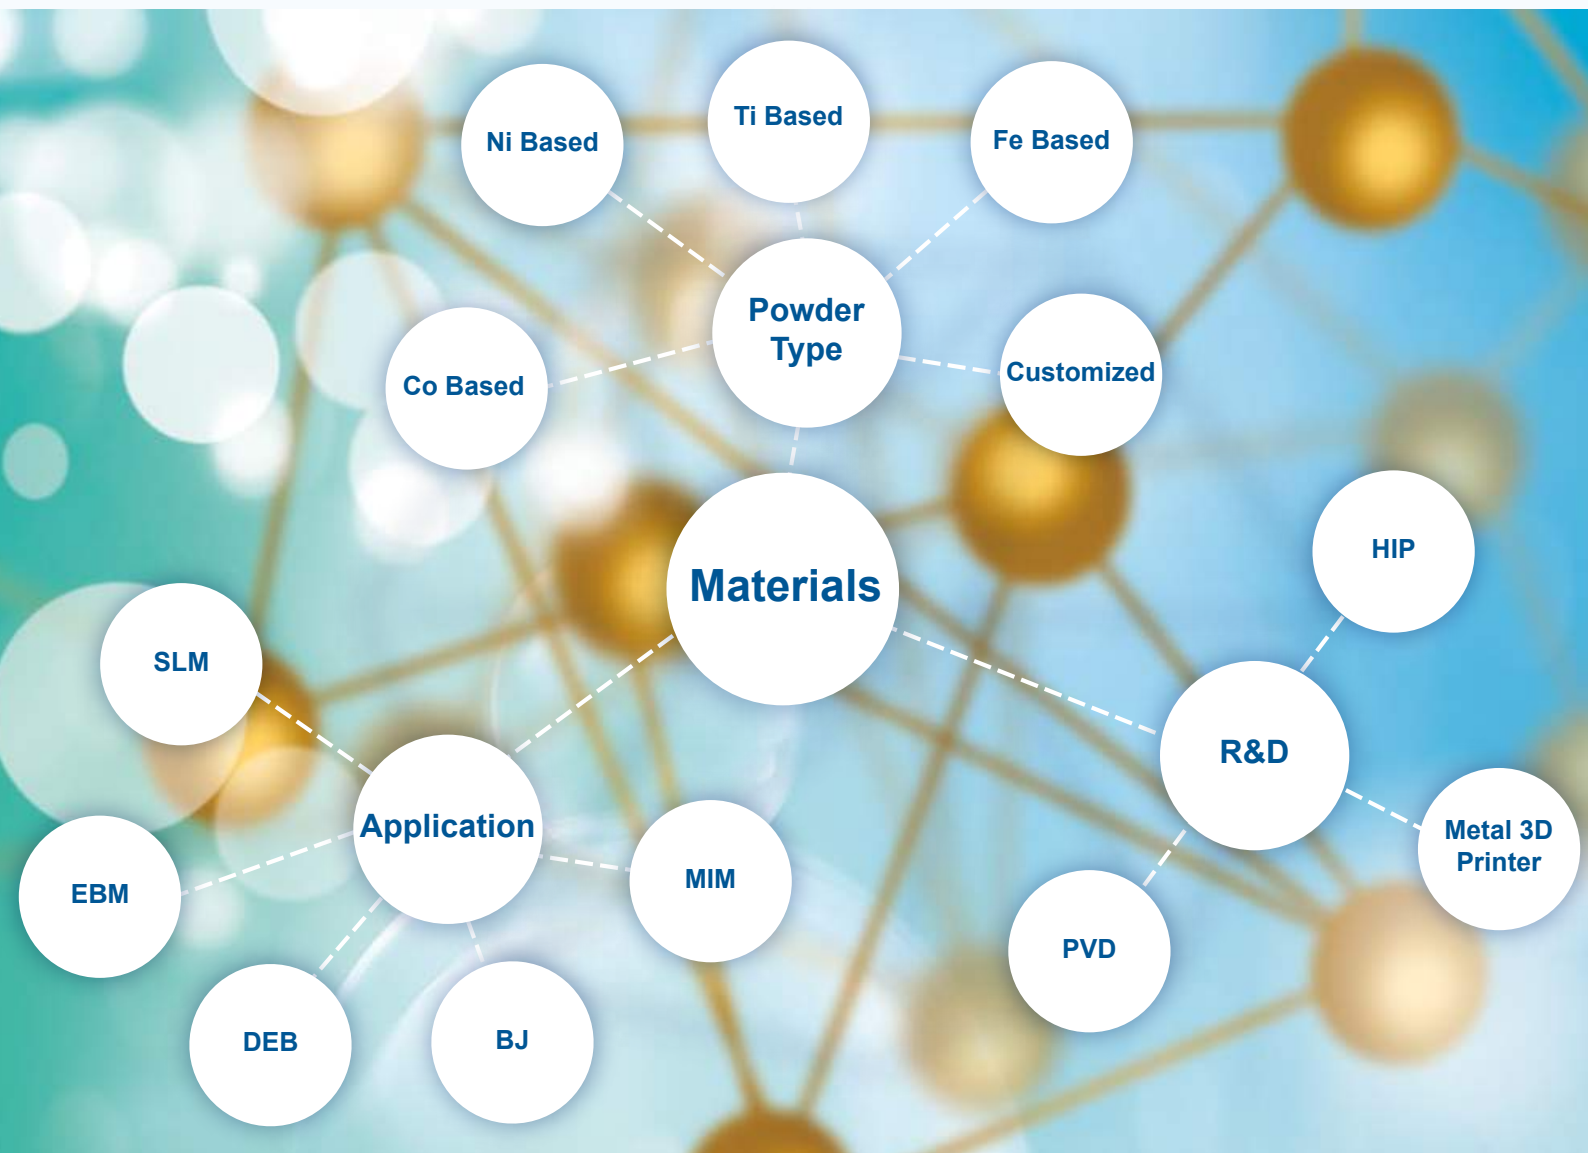 Ti Based
Ni Based
Fe Based
Powder
Type
Co Based
Customized
Materials
HIP
SLM
R&D
Application
Metal 3D
Printer
EBM
MIM
PVD
DEB
BJ